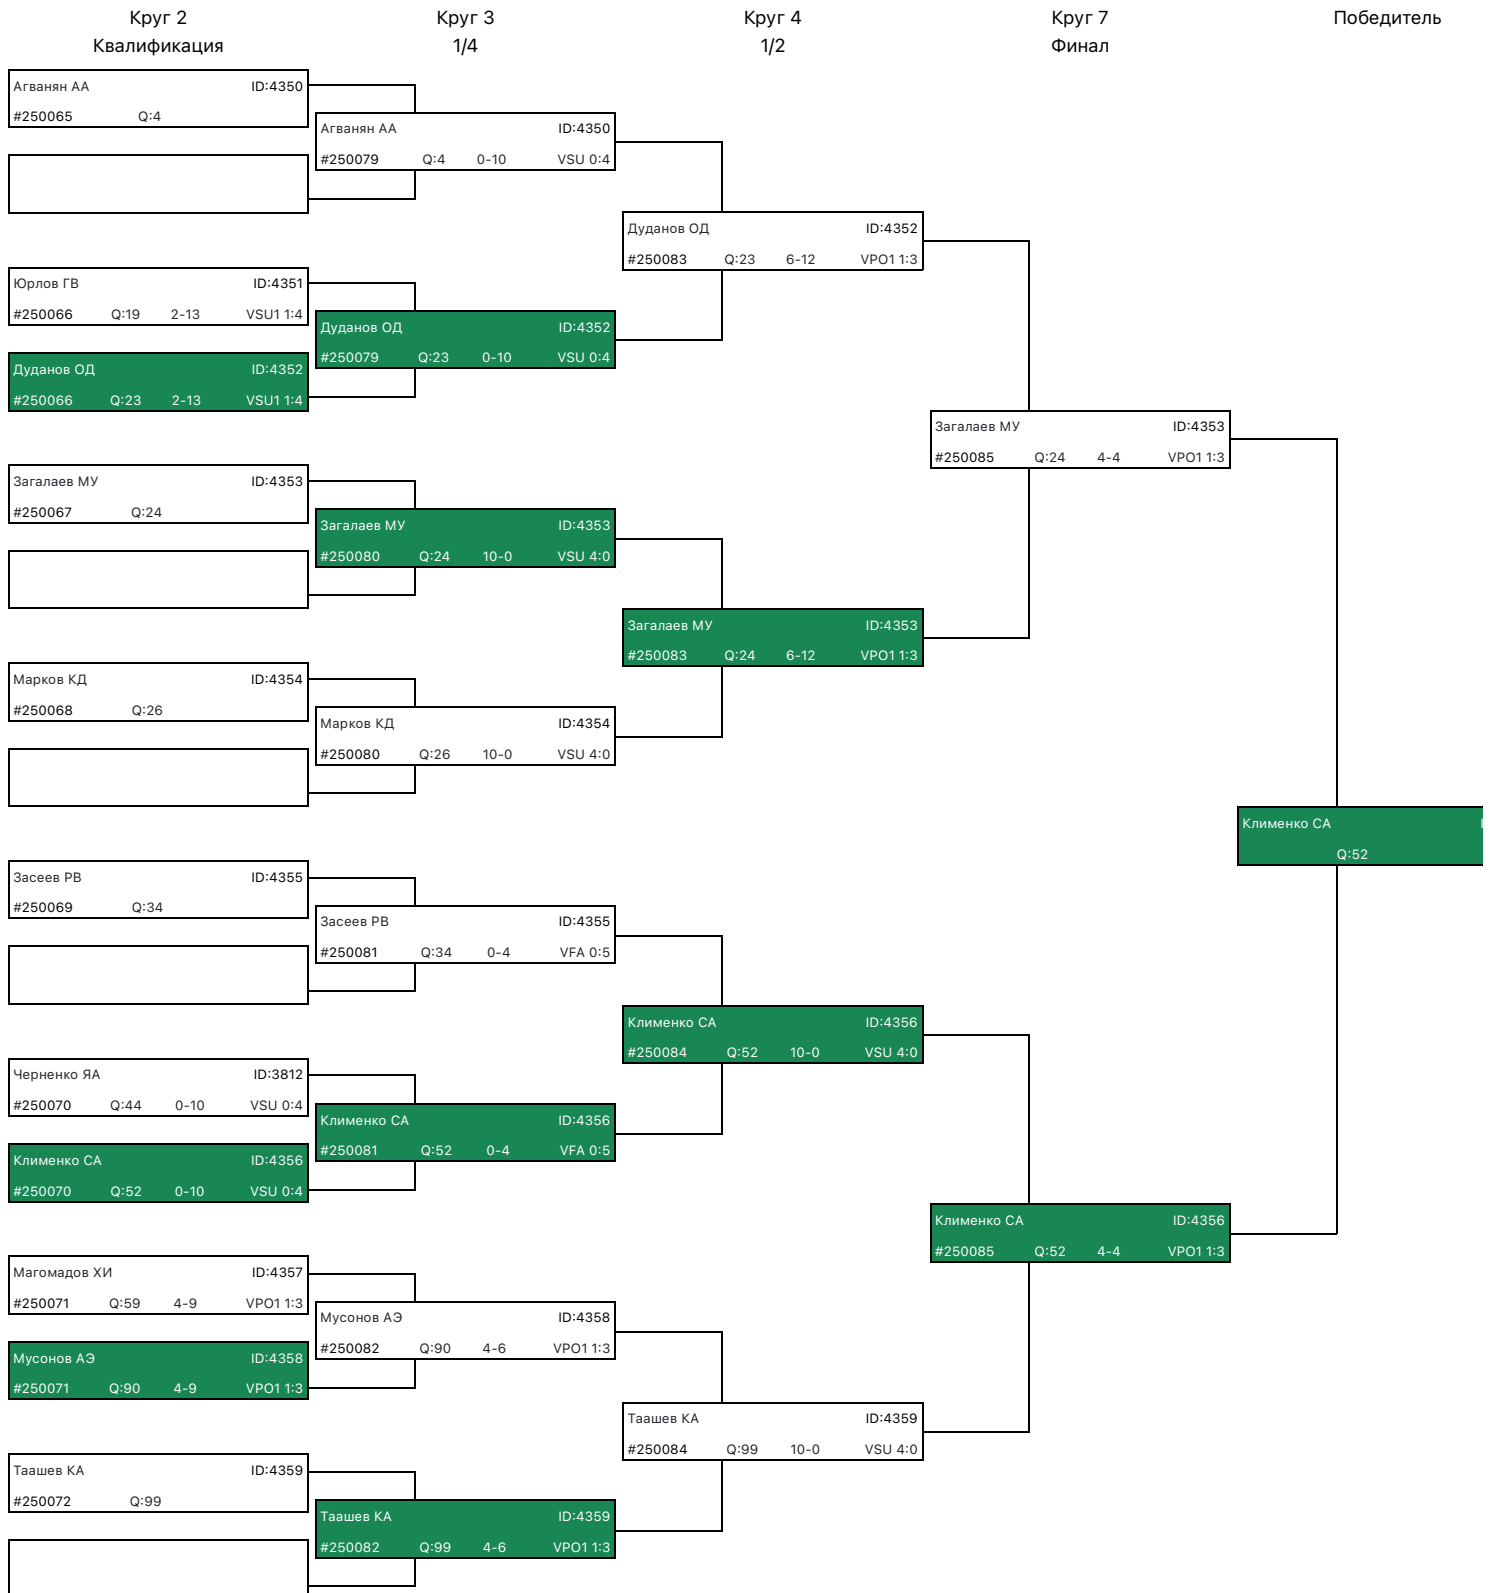 Круг 2
Квалификация
Круг 3
1/4
Круг 4
1/2
Круг 7
Финал
Победитель
Агванян АА ID:4350
#250065 Q:4
Юрлов ГВ ID:4351
#250066 Q:19 2-13 VSU1 1:4
Дуданов ОД ID:4352
#250066 Q:23 2-13 VSU1 1:4
Загалаев МУ ID:4353
#250067 Q:24
Марков КД ID:4354
#250068 Q:26
Засеев РВ ID:4355
#250069 Q:34
Черненко ЯА ID:3812
#250070 Q:44 0-10 VSU 0:4
Клименко СА ID:4356
#250070 Q:52 0-10 VSU 0:4
Магомадов ХИ ID:4357
#250071 Q:59 4-9 VPO1 1:3
Мусонов АЭ ID:4358
#250071 Q:90 4-9 VPO1 1:3
Таашев КА ID:4359
#250072 Q:99
Агванян АА ID:4350
#250079 Q:4 0-10 VSU 0:4
Дуданов ОД ID:4352
#250079 Q:23 0-10 VSU 0:4
Загалаев МУ ID:4353
#250080 Q:24 10-0 VSU 4:0
Марков КД ID:4354
#250080 Q:26 10-0 VSU 4:0
Засеев РВ ID:4355
#250081 Q:34 0-4 VFA 0:5
Клименко СА ID:4356
#250081 Q:52 0-4 VFA 0:5
Мусонов АЭ ID:4358
#250082 Q:90 4-6 VPO1 1:3
Таашев КА ID:4359
#250082 Q:99 4-6 VPO1 1:3
Дуданов ОД ID:4352
#250083 Q:23 6-12 VPO1 1:3
Загалаев МУ ID:4353
#250083 Q:24 6-12 VPO1 1:3
Клименко СА ID:4356
#250084 Q:52 10-0 VSU 4:0
Таашев КА ID:4359
#250084 Q:99 10-0 VSU 4:0
Загалаев МУ ID:4353
#250085 Q:24 4-4 VPO1 1:3
Клименко СА ID:4356
#250085 Q:52 4-4 VPO1 1:3
Клименко СА
Q:52